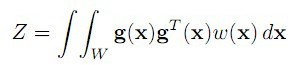 Z = ∫∫_W g(x)g^T(x)w(x) dx